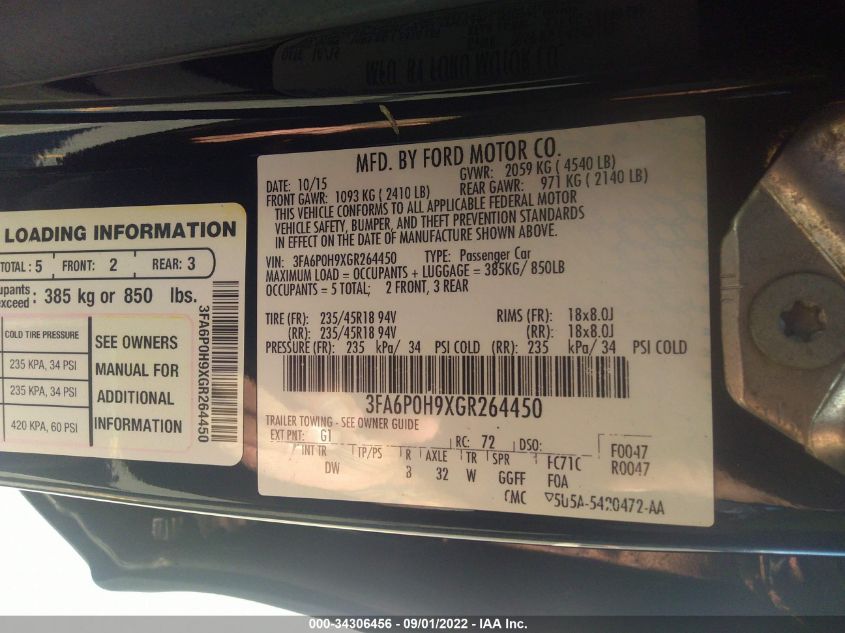 LOADING INFORMATION
TOTAL: 5 FRONT: 2 REAR: 3
385 kg or 850 lbs.
COLD TIRE PRESSURE
235 KPA, 34 PSI
235 KPA, 34 PSI
420 KPA, 60 PSI
SEE OWNERS
MANUAL FOR
ADDITIONAL
INFORMATION
3FA6P0H9XGR264450
MFD. BY FORD MOTOR CO.
DATE: 10/15 GVWR: 2059 KG ( 4540 LB)
FRONT GAWR: 1093 KG ( 2410 LB) REAR GAWR: 971 KG ( 2140 LB)
THIS VEHICLE CONFORMS TO ALL APPLICABLE FEDERAL MOTOR
VEHICLE SAFETY, BUMPER, AND THEFT PREVENTION STANDARDS
IN EFFECT ON THE DATE OF MANUFACTURE SHOWN ABOVE.
VIN: 3FA6P0H9XGR264450 TYPE: Passenger Car
MAXIMUM LOAD = OCCUPANTS + LUGGAGE = 385KG/ 850LB
OCCUPANTS = 5 TOTAL; 2 FRONT, 3 REAR
TIRE (FR): 235/45R18 94V RIMS (FR): 18x8.0J
(RR): 235/45R18 94V (RR): 18x8.0J
PRESSURE (FR): 235 kPa/ 34 PSI COLD (RR): 235 kPa/ 34 PSI COLD
3FA6P0H9XGR264450
TRAILER TOWING - SEE OWNER GUIDE
EXT PNT: G1 RC: 72 DSO: F0047
INT TR TP/PS R AXLE TR SPR FC71C R0047
DW 3 32 W GGFF F0A
CMC
000-34306456 - 09/01/2022 - IAA Inc.